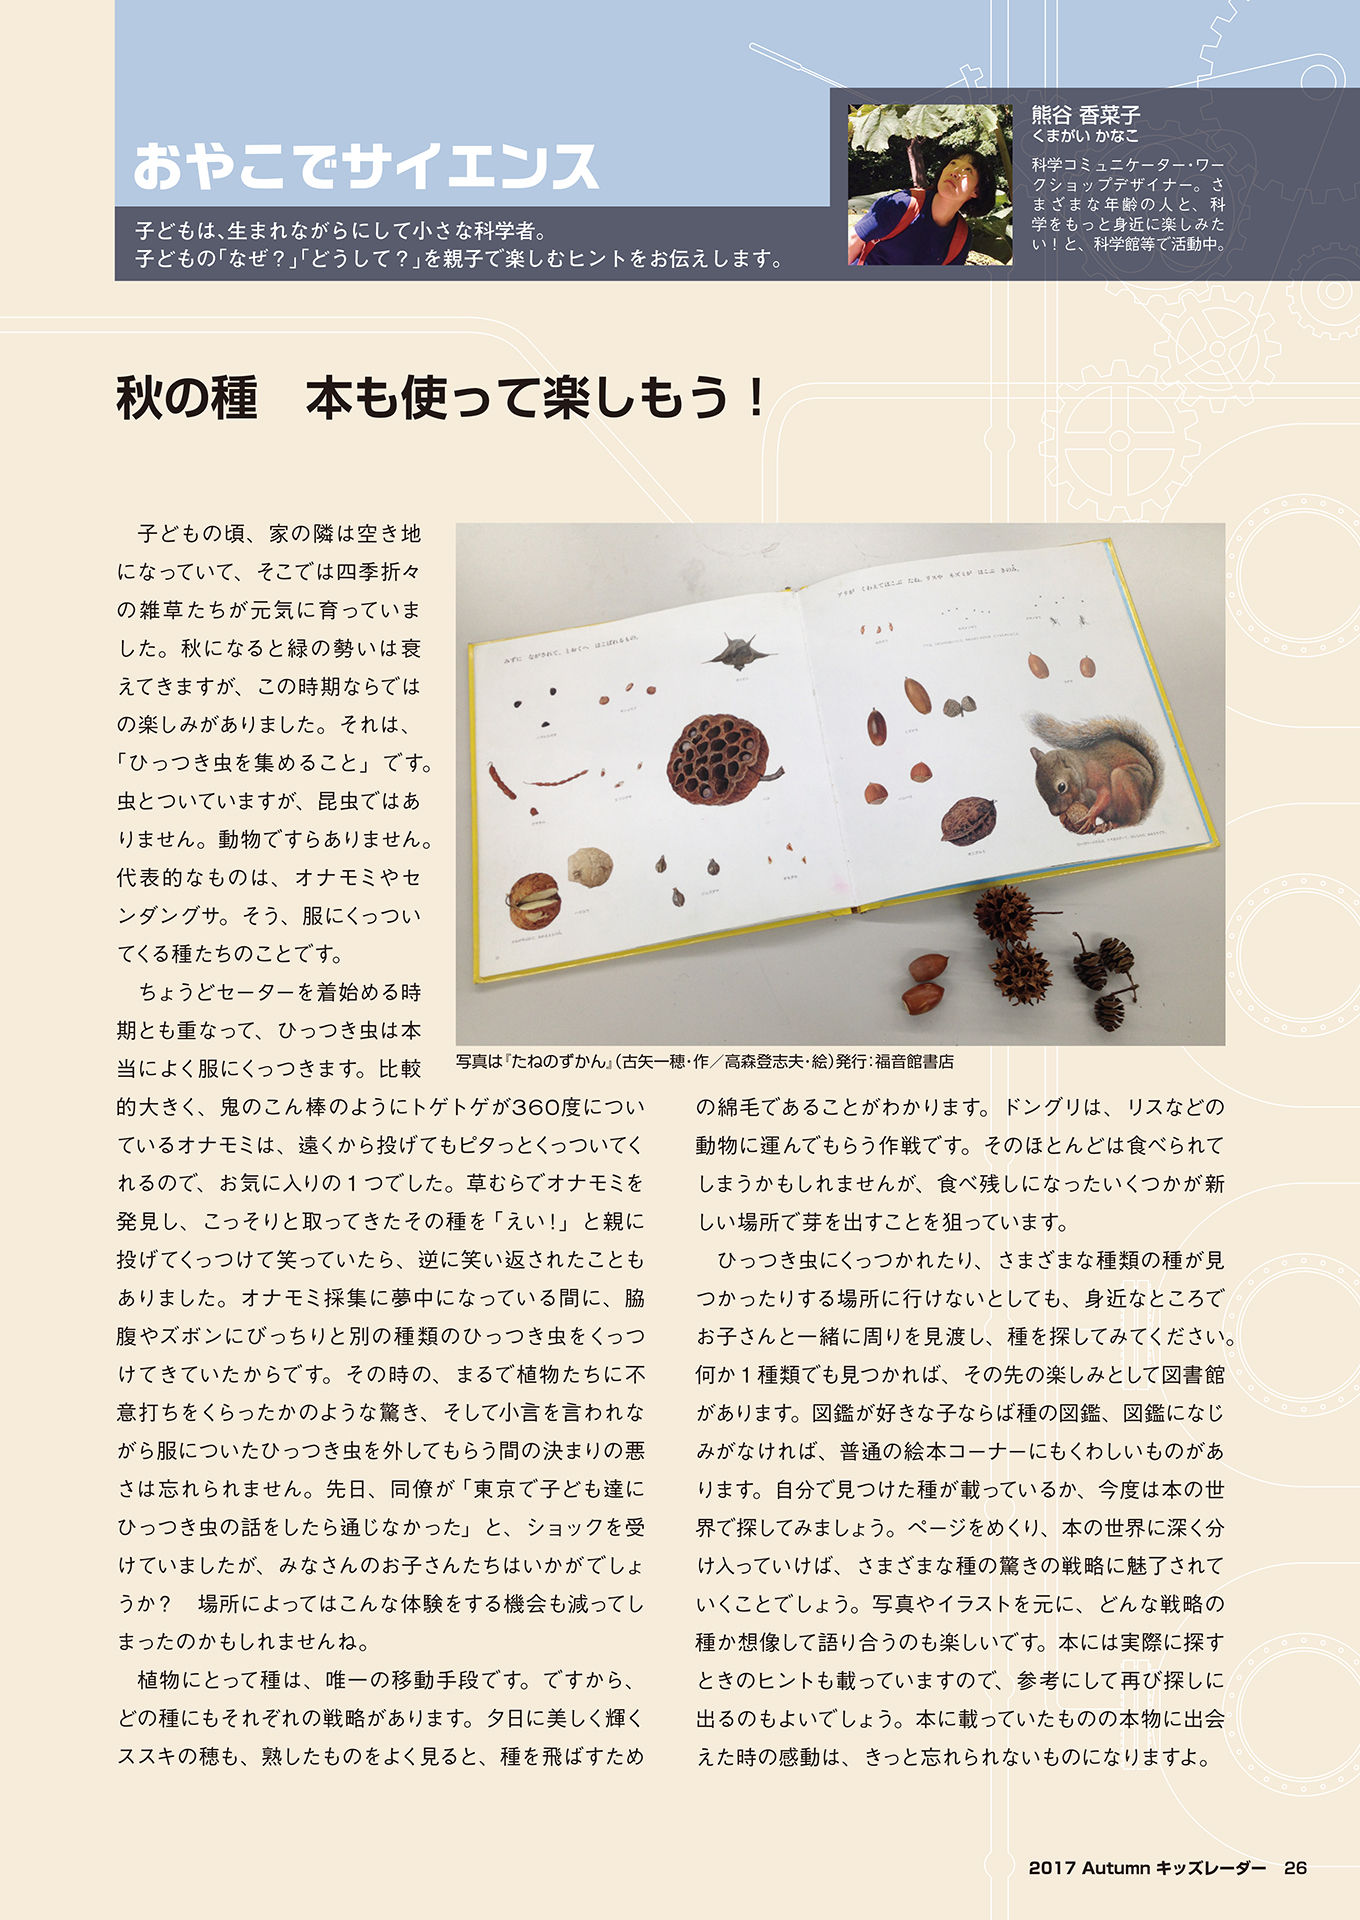 おやこでサイエンス
子どもは、生まれながらにして小さな科学者。
子どもの「なぜ？」「どうして？」を親子で楽しむヒントをお伝えします。
熊谷 香菜子
くまがい かなこ
科学コミュニケーター・ワー
クショップデザイナー。さ
まざまな年齢の人と、科
学をもっと身近に楽しみた
い！と、科学館等で活動中。
秋の種　本も使って楽しもう！
子どもの頃、家の隣は空き地
になっていて、そこでは四季折々
の雑草たちが元気に育っていま
した。秋になると緑の勢いは衰
えてきますが、この時期ならでは
の楽しみがありました。それは、
「ひっつき虫を集めること」です。
虫とついていますが、昆虫ではあ
りません。動物ですらありません。
代表的なものは、オナモミやセ
ンダングサ。そう、服にくっつい
てくる種たちのことです。
ちょうどセーターを着始める時
期とも重なって、ひっつき虫は本
当によく服にくっつきます。比較
的大きく、鬼のこん棒のようにトゲトゲが360度につい
ているオナモミは、遠くから投げてもピタっとくっついてく
れるので、お気に入りの１つでした。草むらでオナモミを
発見し、こっそりと取ってきたその種を「えい！」と親に
投げてくっつけて笑っていたら、逆に笑い返されたことも
ありました。オナモミ採集に夢中になっている間に、脇
腹やズボンにびっちりと別の種類のひっつき虫をくっつ
けてきていたからです。その時の、まるで植物たちに不
意打ちをくらったかのような驚き、そして小言を言われな
がら服についたひっつき虫を外してもらう間の決まりの悪
さは忘れられません。先日、同僚が「東京で子ども達に
ひっつき虫の話をしたら通じなかった」と、ショックを受
けていましたが、みなさんのお子さんたちはいかがでしょ
うか？　場所によってはこんな体験をする機会も減ってし
まったのかもしれませんね。
植物にとって種は、唯一の移動手段です。ですから、
どの種にもそれぞれの戦略があります。夕日に美しく輝く
ススキの穂も、熟したものをよく見ると、種を飛ばすため
みずに ながされて、とおくへ はこばれるもの。
アリが くわえてはこぶ たね。リスや ネズミが はこぶ きのみ。
写真は『たねのずかん』（古矢一穂・作／高森登志夫・絵）発行：福音館書店
の綿毛であることがわかります。ドングリは、リスなどの
動物に運んでもらう作戦です。そのほとんどは食べられて
しまうかもしれませんが、食べ残しになったいくつかが新
しい場所で芽を出すことを狙っています。
ひっつき虫にくっつかれたり、さまざまな種類の種が見
つかったりする場所に行けないとしても、身近なところで
お子さんと一緒に周りを見渡し、種を探してみてください。
何か１種類でも見つかれば、その先の楽しみとして図書館
があります。図鑑が好きな子ならば種の図鑑、図鑑になじ
みがなければ、普通の絵本コーナーにもくわしいものがあ
ります。自分で見つけた種が載っているか、今度は本の世
界で探してみましょう。ページをめくり、本の世界に深く分
け入っていけば、さまざまな種の驚きの戦略に魅了されて
いくことでしょう。写真やイラストを元に、どんな戦略の
種か想像して語り合うのも楽しいです。本には実際に探す
ときのヒントも載っていますので、参考にして再び探しに
出るのもよいでしょう。本に載っていたものの本物に出会
えた時の感動は、きっと忘れられないものになりますよ。
2017 Autumn キッズレーダー　26